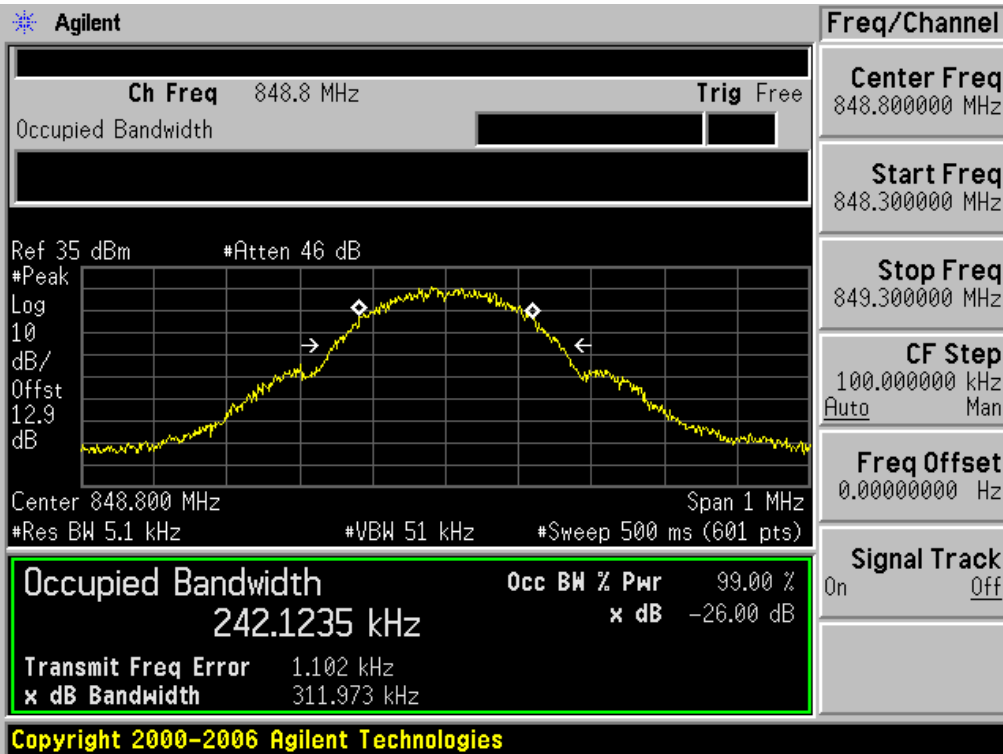 Agilent
Freq/Channel
Ch Freq 848.8 MHz Trig Free
Occupied Bandwidth
Center Freq
848.800000 MHz
Start Freq
848.300000 MHz
Stop Freq
849.300000 MHz
CF Step
100.000000 kHz
Auto Man
Freq Offset
0.00000000 Hz
Signal Track
On Off
Ref 35 dBm #Atten 46 dB
#Peak
Log
10
dB/
Offst
12.9
dB
Center 848.800 MHz Span 1 MHz
#Res BW 5.1 kHz #VBW 51 kHz #Sweep 500 ms (601 pts)
Occupied Bandwidth Occ BW % Pwr 99.00 %
242.1235 kHz x dB -26.00 dB
Transmit Freq Error 1.102 kHz
x dB Bandwidth 311.973 kHz
Copyright 2000-2006 Agilent Technologies